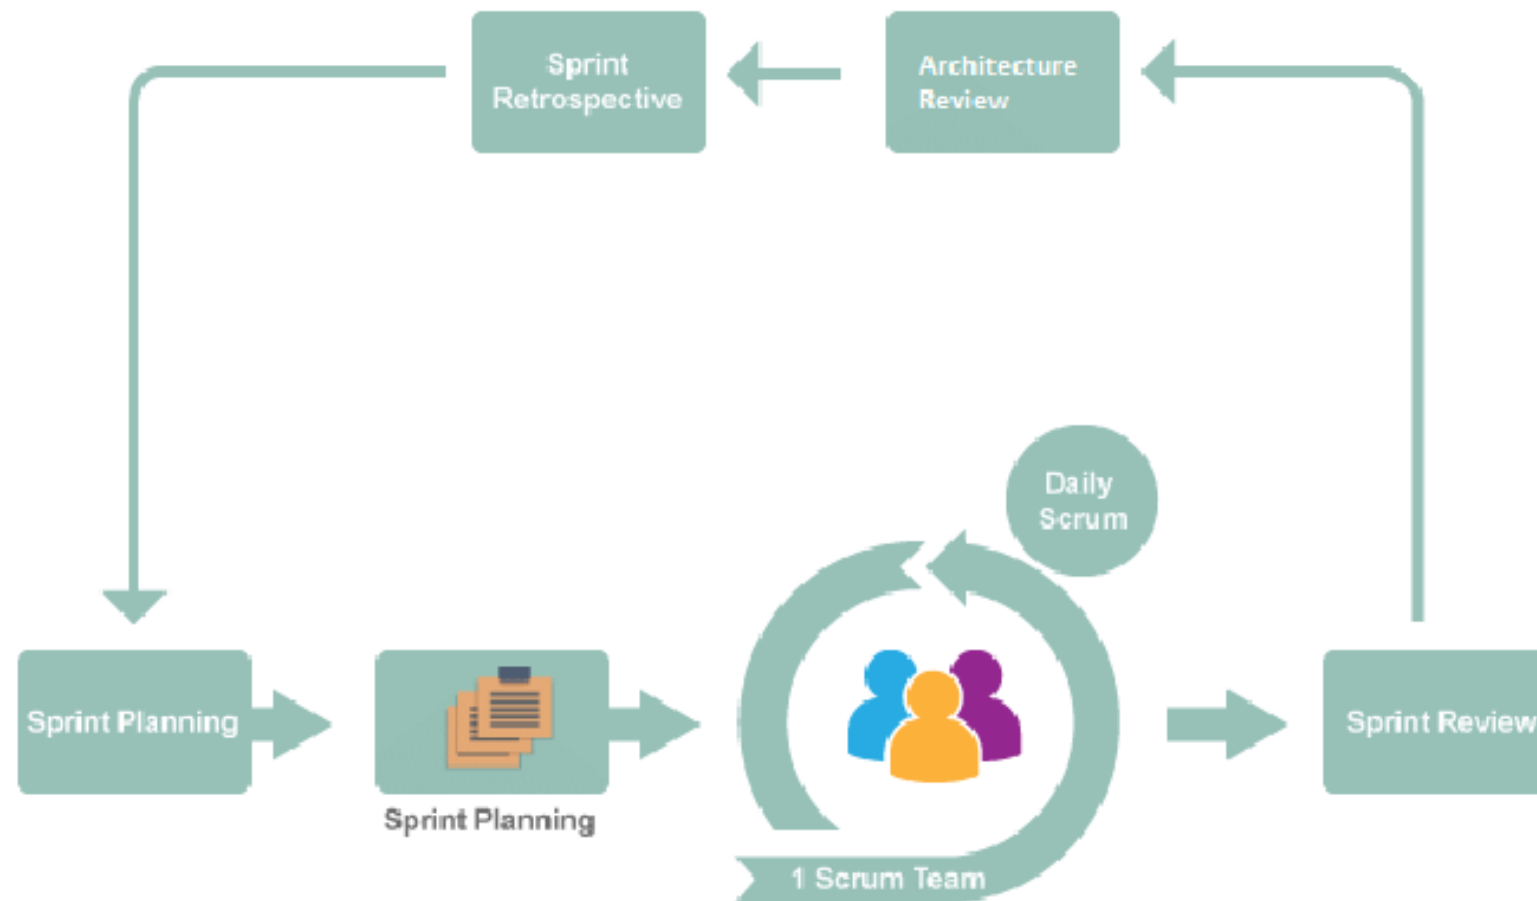 Sprint
Retrospective
Architecture
Review
Daily
Scrum
Sprint Planning
Sprint Planning
1 Scrum Team
Sprint Review